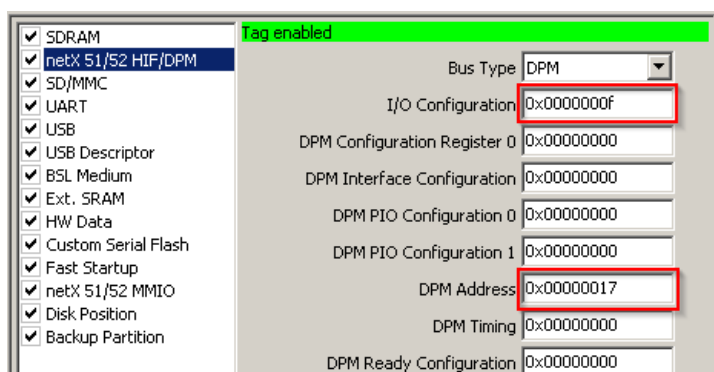 SDRAM
netX 51/52 HIF/DPM
SD/MMC
UART
USB
USB Descriptor
BSL Medium
Ext. SRAM
HW Data
Custom Serial Flash
Fast Startup
netX 51/52 MMIO
Disk Position
Backup Partition
Tag enabled
Bus Type DPM
I/O Configuration 0x0000000f
DPM Configuration Register 0 0x00000000
DPM Interface Configuration 0x00000000
DPM PIO Configuration 0 0x00000000
DPM PIO Configuration 1 0x00000000
DPM Address 0x00000017
DPM Timing 0x00000000
DPM Ready Configuration 0x00000000